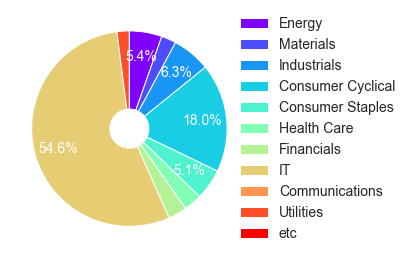 5.4%
6.3%
18.0%
5.1%
54.6%
Energy
Materials
Industrials
Consumer Cyclical
Consumer Staples
Health Care
Financials
IT
Communications
Utilities
etc